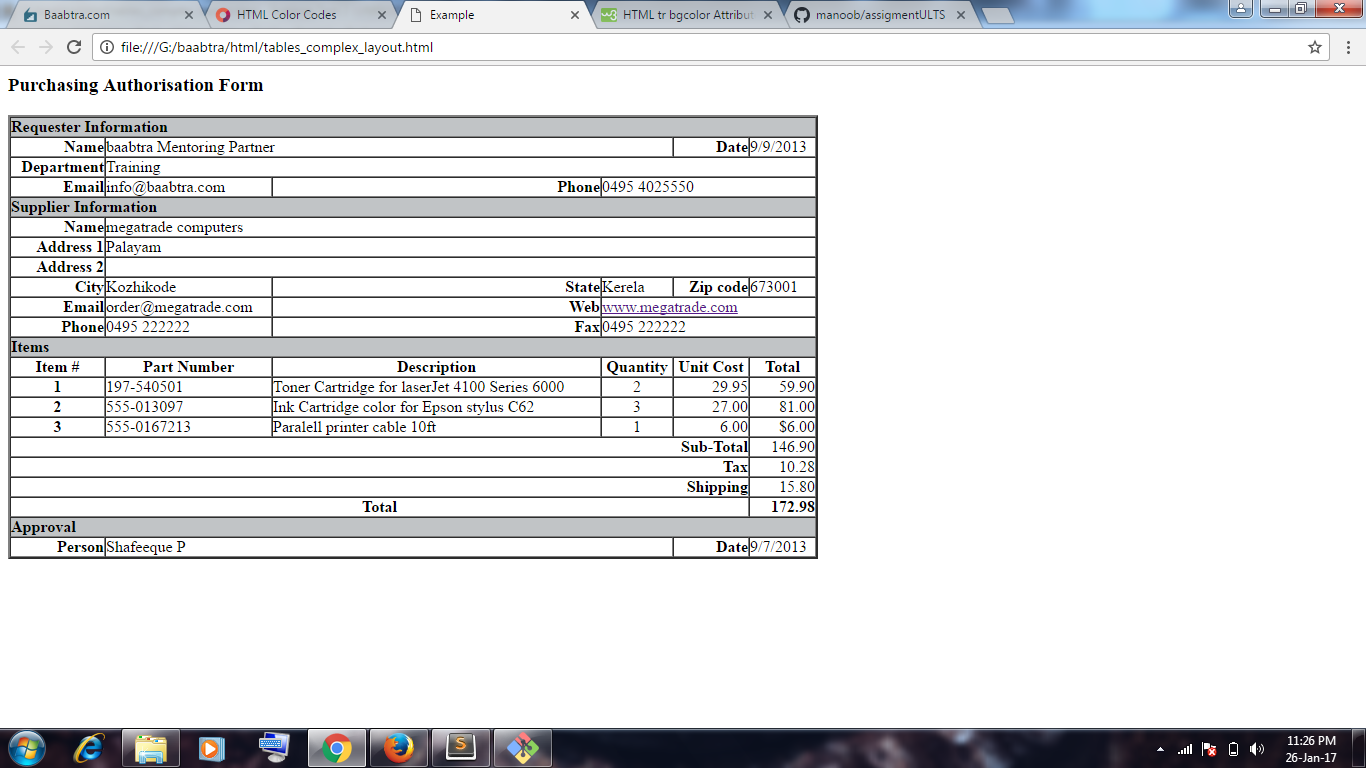 Baabtra.com
HTML Color Codes
Example
HTML tr bgcolor Attribut
manoob/assigmentULTS
file:///G:/baabtra/html/tables_complex_layout.html
Purchasing Authorisation Form
Requester Information
Name baabtra Mentoring Partner Date 9/9/2013
Department Training
Email info@baabtra.com Phone 0495 4025550
Supplier Information
Name megatrade computers
Address 1 Palayam
Address 2
City Kozhikode State Kerela Zip code 673001
Email order@megatrade.com Web www.megatrade.com
Phone 0495 222222 Fax 0495 222222
Items
Item # Part Number Description Quantity Unit Cost Total
1 197-540501 Toner Cartridge for laserJet 4100 Series 6000 2 29.95 59.90
2 555-013097 Ink Cartridge color for Epson stylus C62 3 27.00 81.00
3 555-0167213 Paralell printer cable 10ft 1 6.00 $6.00
Sub-Total 146.90
Tax 10.28
Shipping 15.80
Total 172.98
Approval
Person Shafeeque P Date 9/7/2013
11:26 PM
26-Jan-17